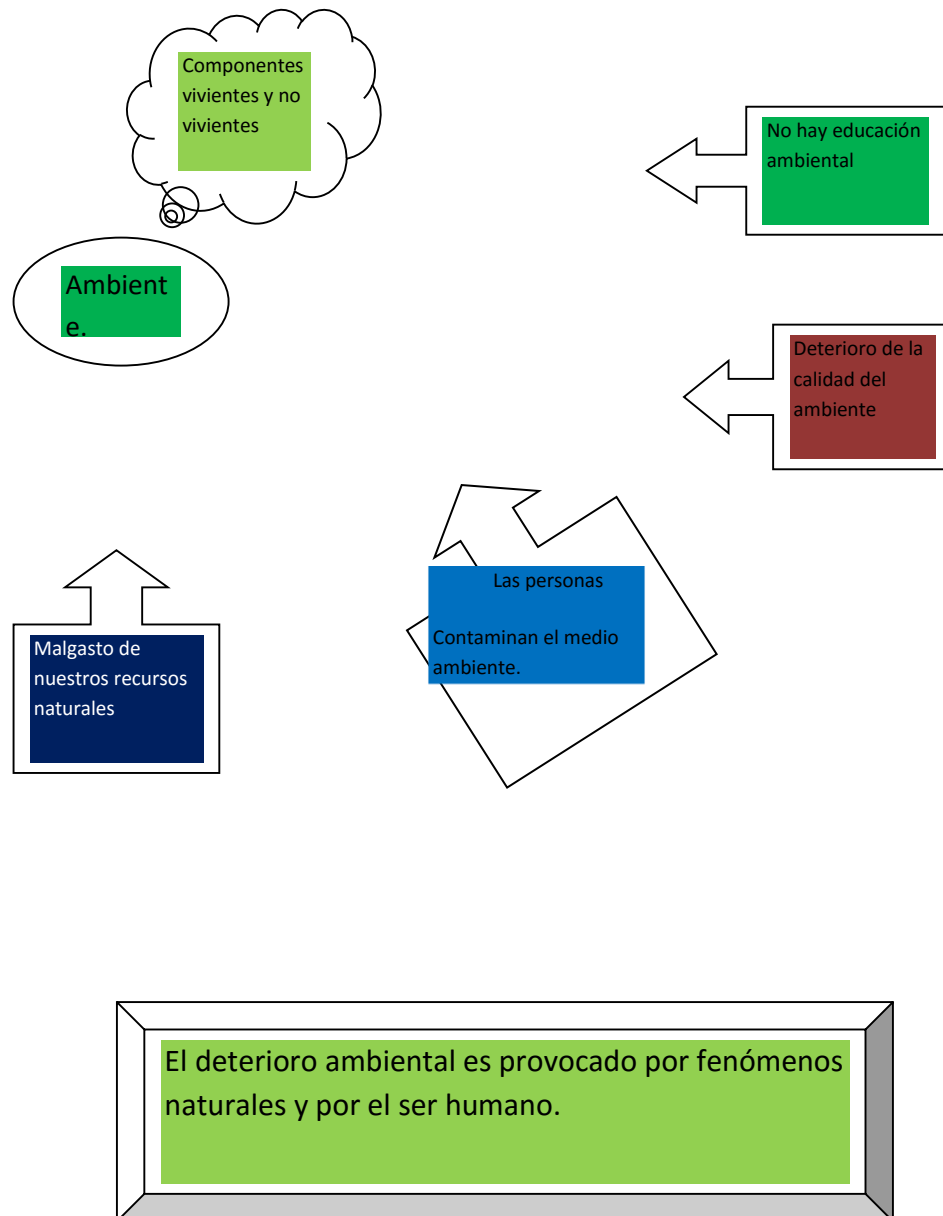 Componentes
vivientes y no
vivientes
No hay educación
ambiental
Ambient
e.
Deterioro de la
calidad del
ambiente
Las personas
Contaminan el medio
ambiente.
Malgasto de
nuestros recursos
naturales
El deterioro ambiental es provocado por fenómenos
naturales y por el ser humano.